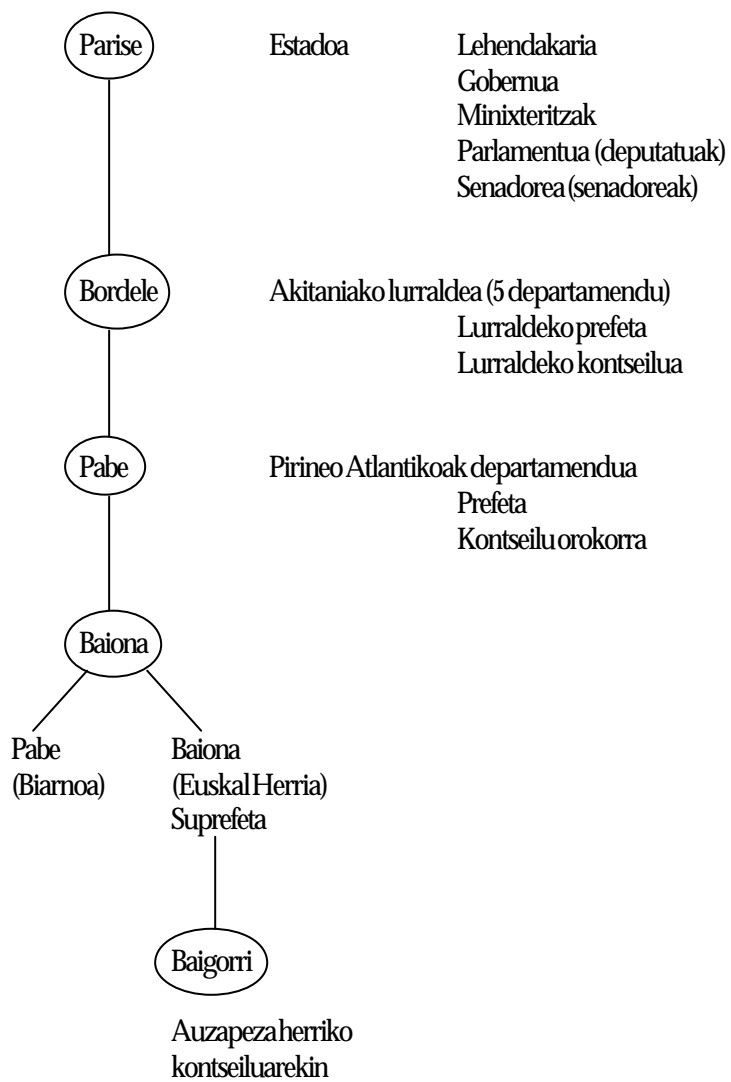 Parise Estadoa Lehendakaria
Gobernua
Minixteritzak
Parlamentua (deputatuak)
Senadorea (senadoreak)
Bordele Akitaniako lurraldea (5 departamendu)
Lurraldeko prefeta
Lurraldeko kontseilua
Pabe Pirineo Atlantikoak departamendua
Prefeta
Kontseilu orokorra
Baiona
Pabe Baiona
(Biarnoa) (Euskal Herria)
Suprefeta
Baigorri
Auzapeza herriko
kontseiluarekin